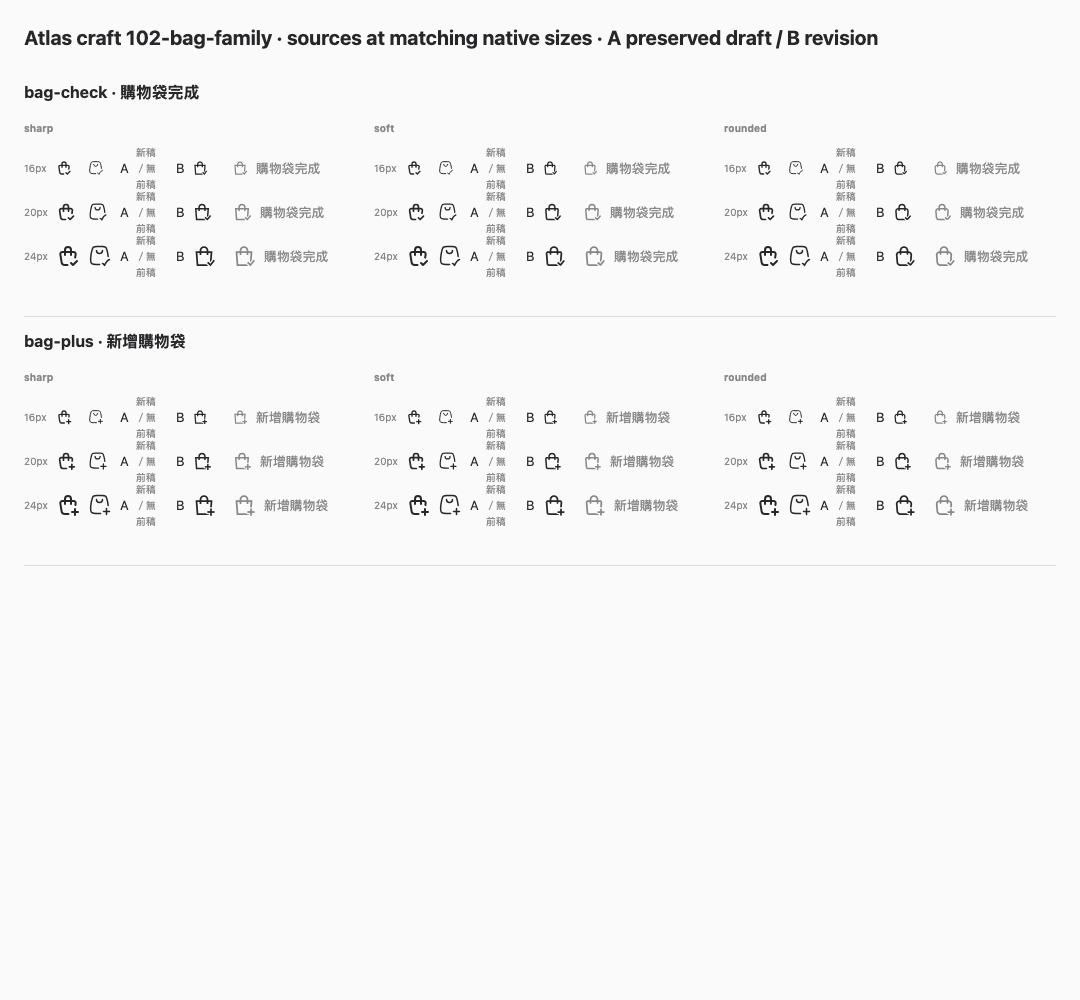 Atlas craft 102-bag-family · sources at matching native sizes · A preserved draft / B revision
bag-check · 購物袋完成
sharp
soft
rounded
16px A 新稿 / 無前稿 B 購物袋完成
16px A 新稿 / 無前稿 B 購物袋完成
16px A 新稿 / 無前稿 B 購物袋完成
20px A 新稿 / 無前稿 B 購物袋完成
20px A 新稿 / 無前稿 B 購物袋完成
20px A 新稿 / 無前稿 B 購物袋完成
24px A 新稿 / 無前稿 B 購物袋完成
24px A 新稿 / 無前稿 B 購物袋完成
24px A 新稿 / 無前稿 B 購物袋完成
bag-plus · 新增購物袋
sharp
soft
rounded
16px A 新稿 / 無前稿 B 新增購物袋
16px A 新稿 / 無前稿 B 新增購物袋
16px A 新稿 / 無前稿 B 新增購物袋
20px A 新稿 / 無前稿 B 新增購物袋
20px A 新稿 / 無前稿 B 新增購物袋
20px A 新稿 / 無前稿 B 新增購物袋
24px A 新稿 / 無前稿 B 新增購物袋
24px A 新稿 / 無前稿 B 新增購物袋
24px A 新稿 / 無前稿 B 新增購物袋